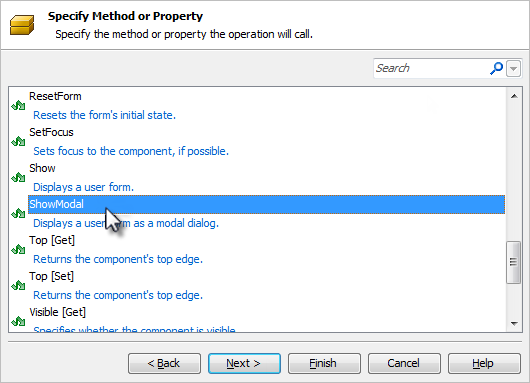 Specify Method or Property
Specify the method or property the operation will call.
Search
ResetForm
Resets the form's initial state.
SetFocus
Sets focus to the component, if possible.
Show
Displays a user form.
ShowModal
Displays a user form as a modal dialog.
Top [Get]
Returns the component's top edge.
Top [Set]
Returns the component's top edge.
Visible [Get]
Specifies whether the component is visible.
< Back Next > Finish Cancel Help